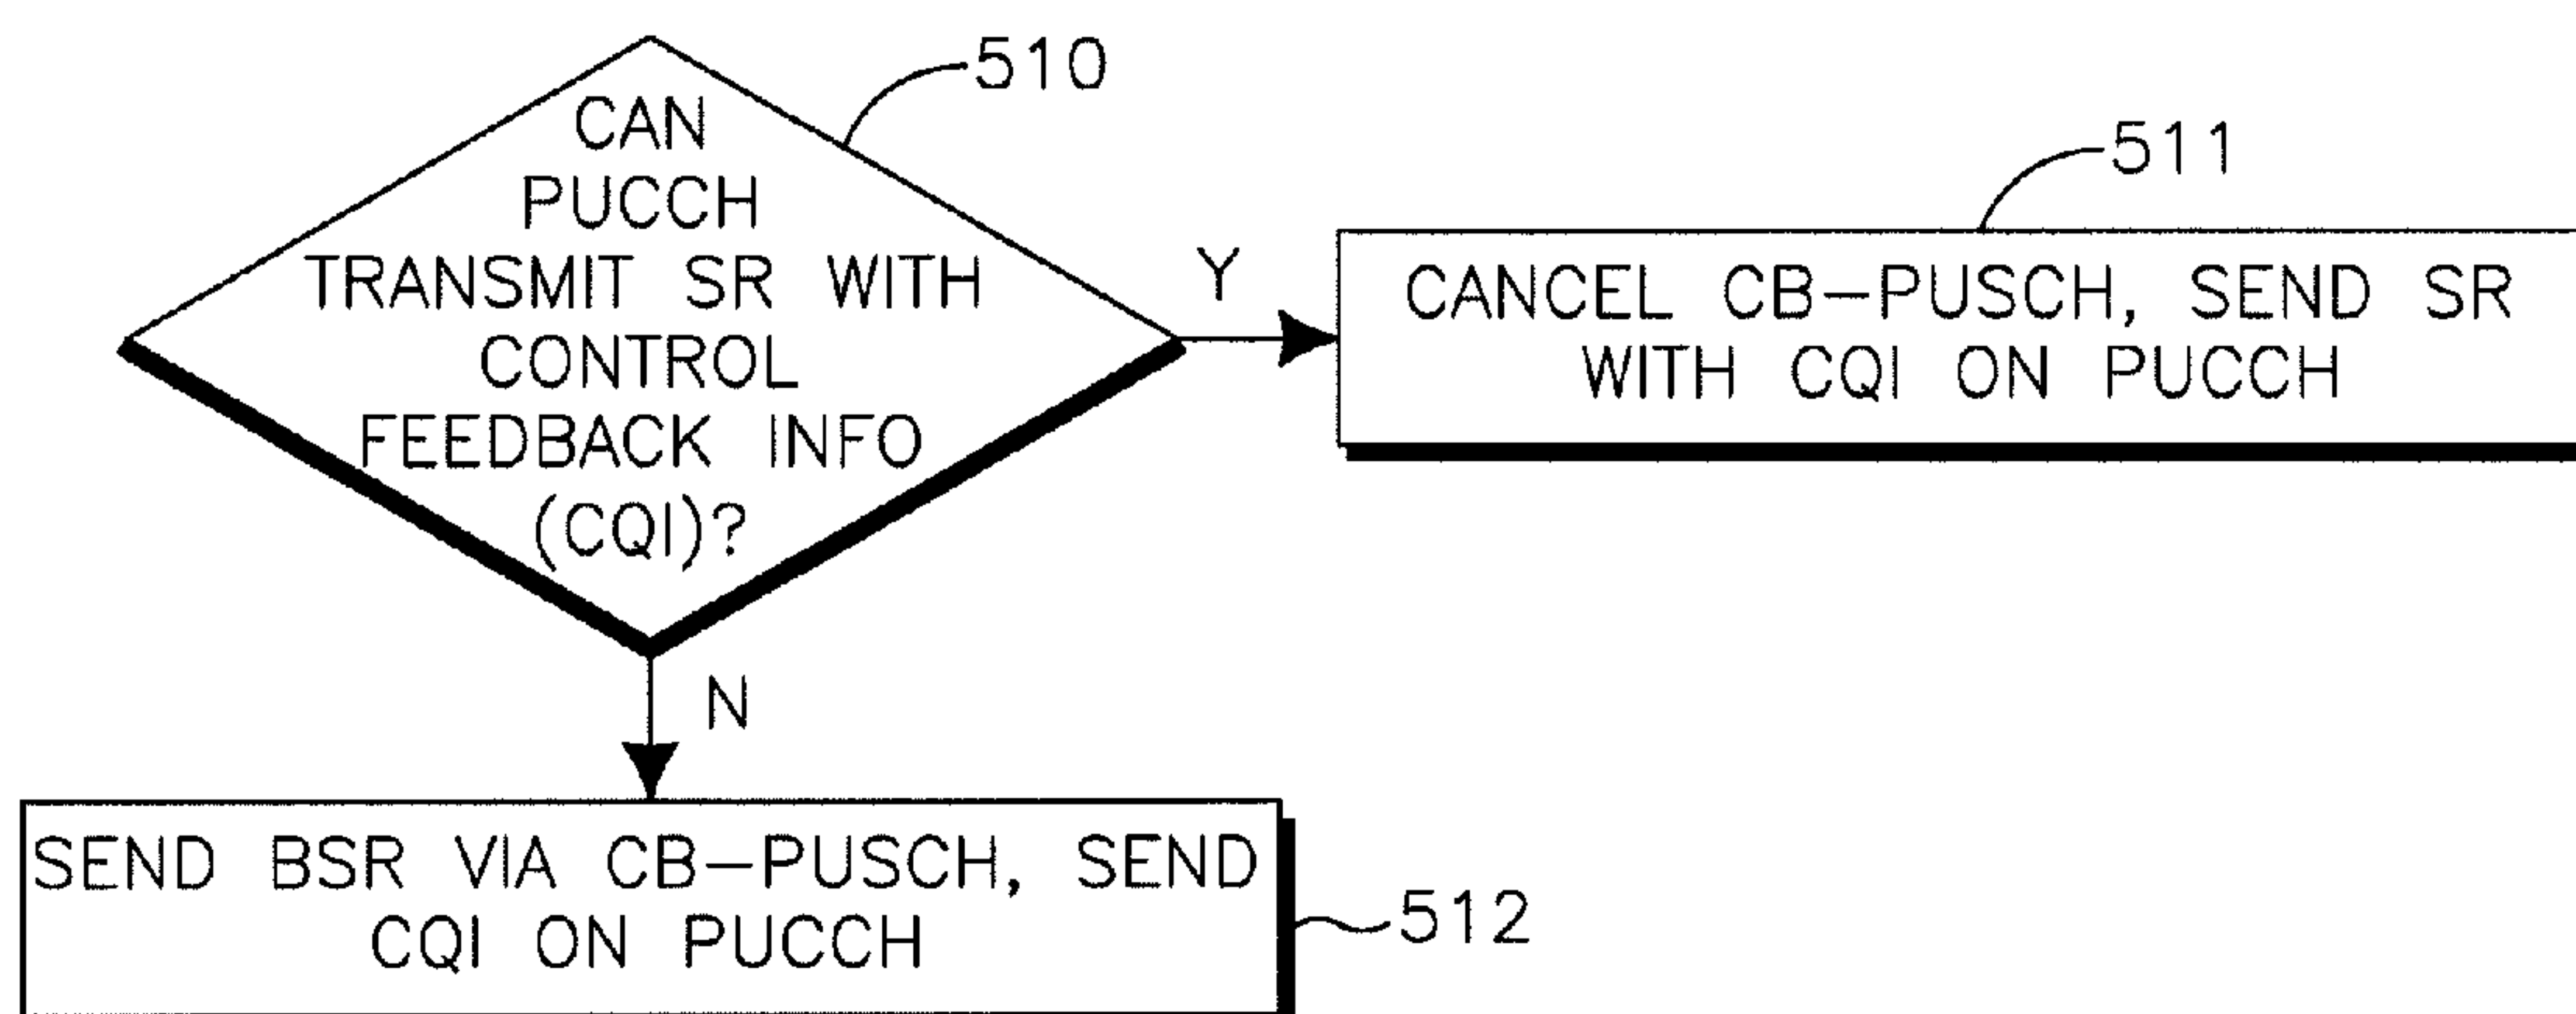 CAN
PUCCH
TRANSMIT SR WITH
CONTROL
FEEDBACK INFO
(CQI)?
510
Y
511
CANCEL CB-PUSCH, SEND SR
WITH CQI ON PUCCH
N
SEND BSR VIA CB-PUSCH, SEND
CQI ON PUCCH
512